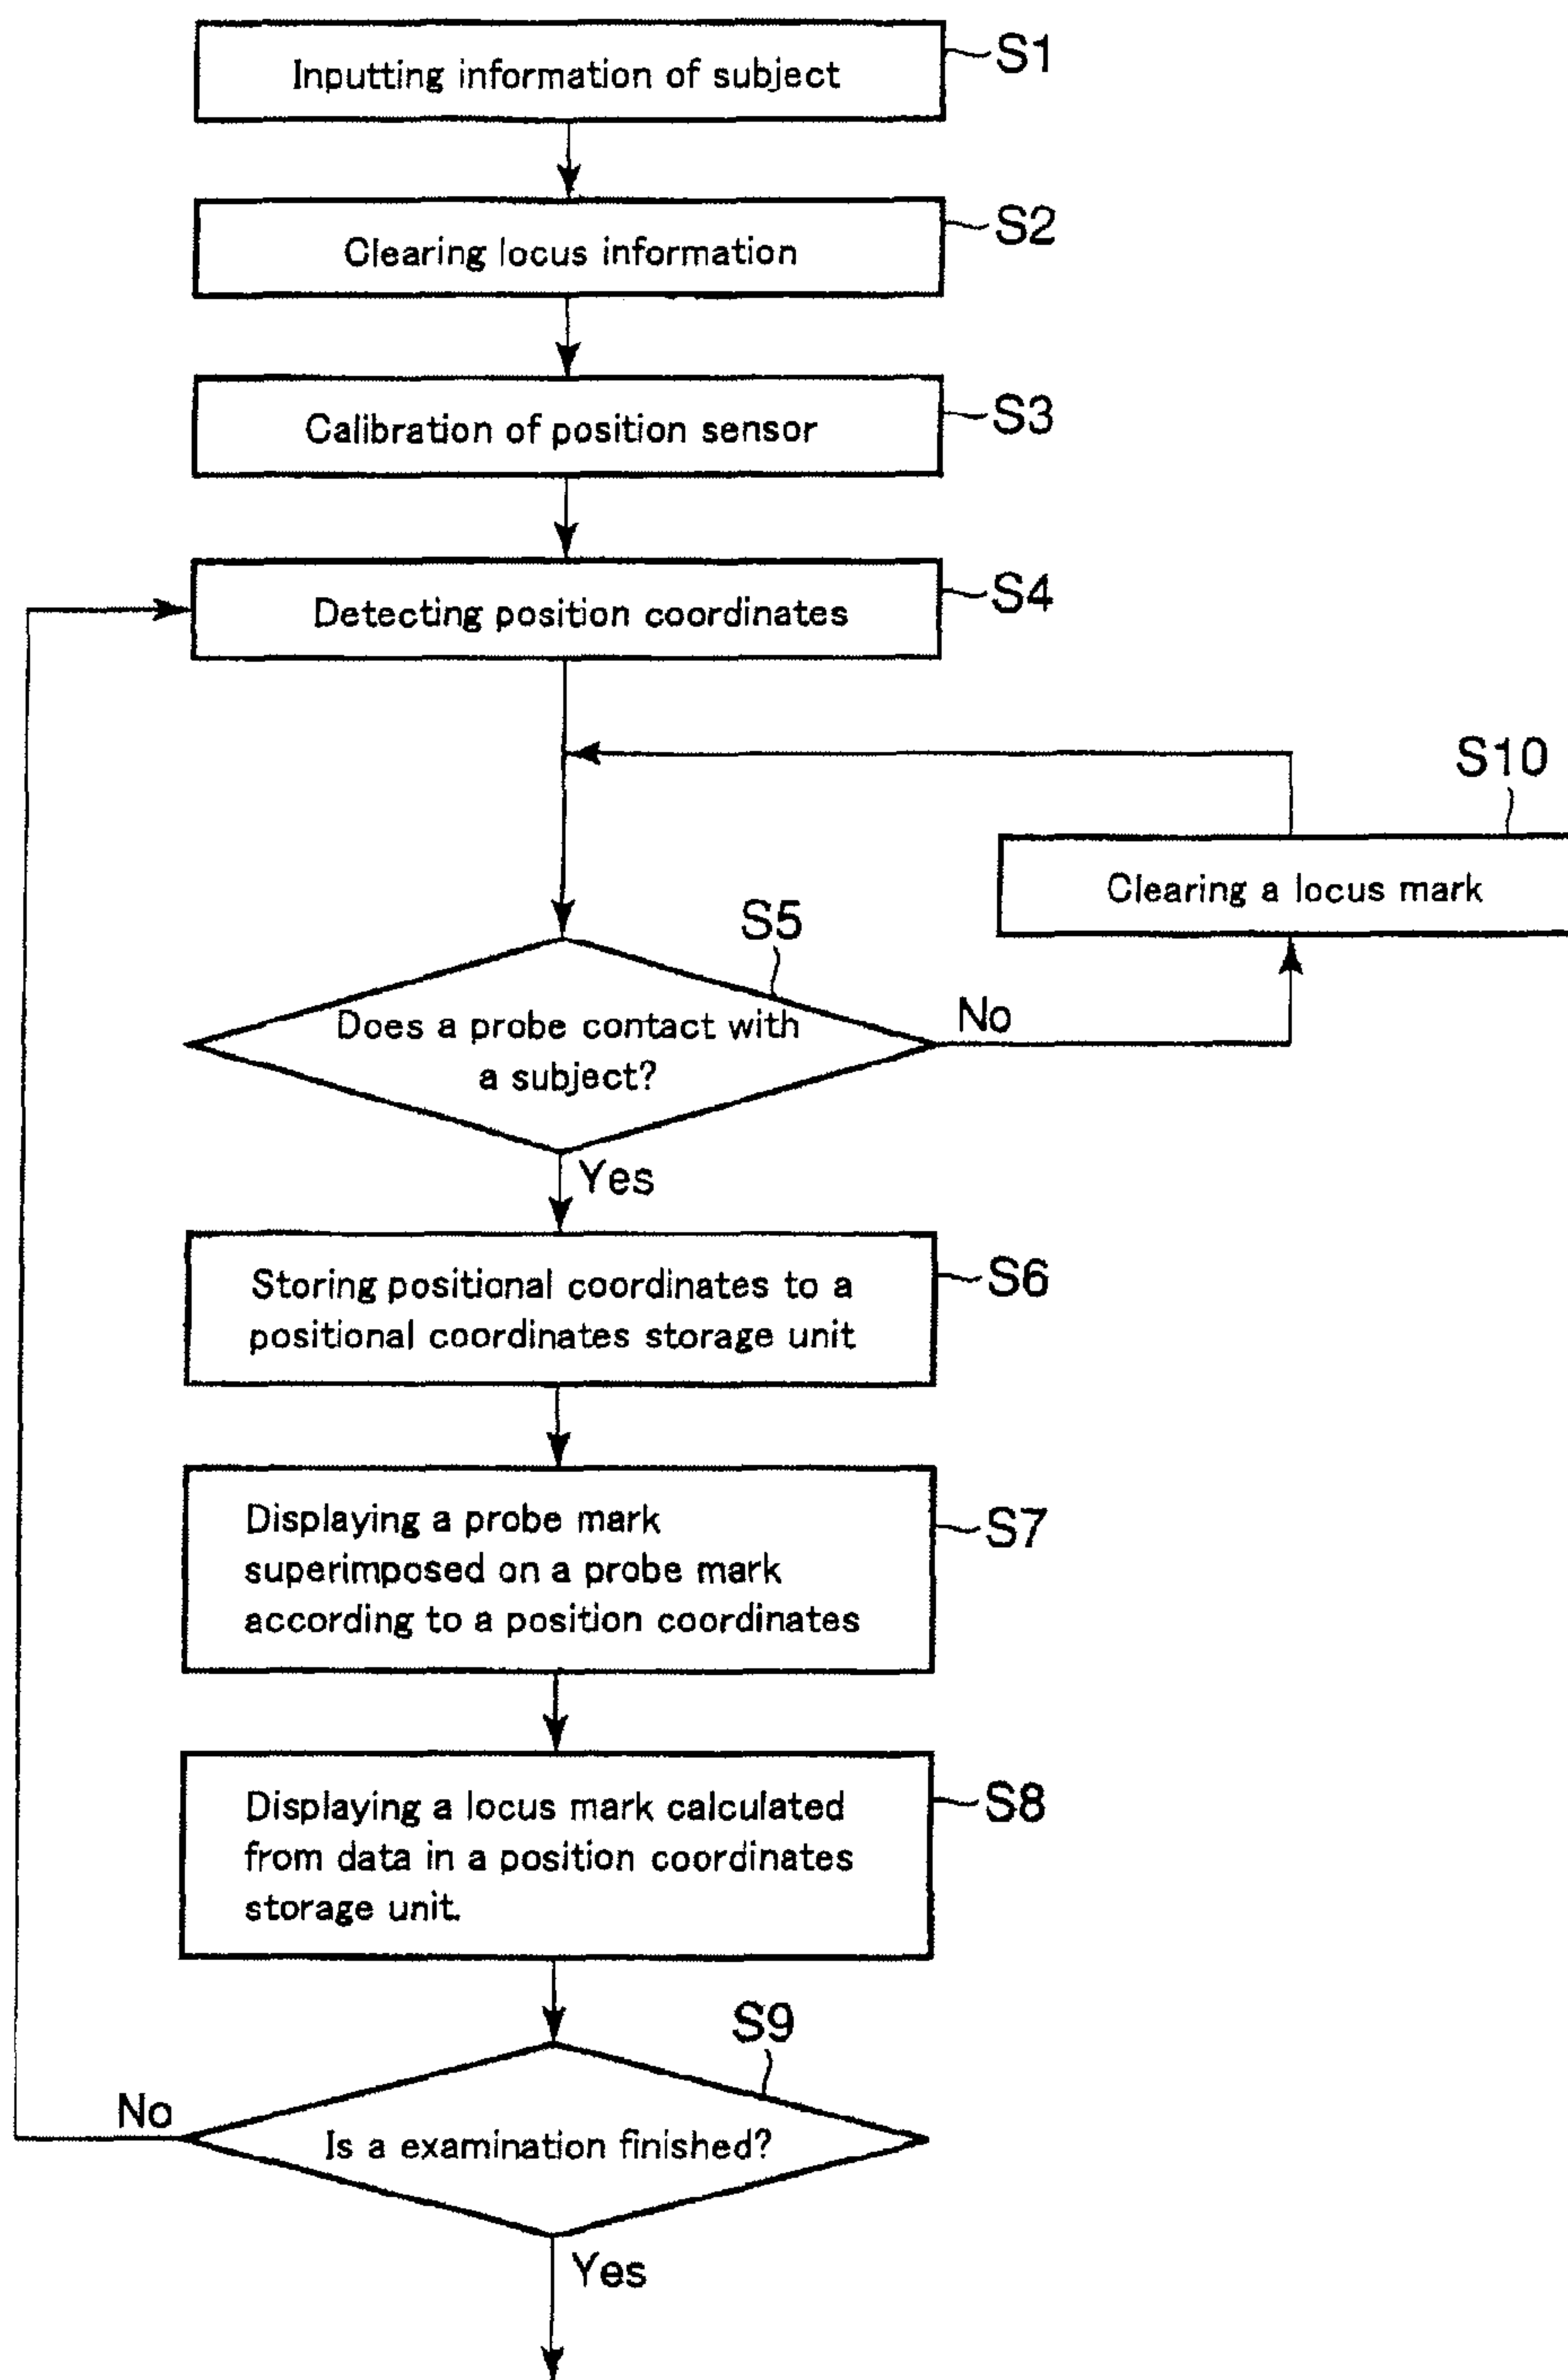 Inputting information of subject
S1
Clearing locus information
S2
Calibration of position sensor
S3
Detecting position coordinates
S4
S10
Clearing a locus mark
S5
Does a probe contact with
a subject?
No
Yes
Storing positional coordinates to a
positional coordinates storage unit
S6
Displaying a probe mark
superimposed on a probe mark
according to a position coordinates
S7
Displaying a locus mark calculated
from data in a position coordinates
storage unit.
S8
S9
Is a examination finished?
No
Yes